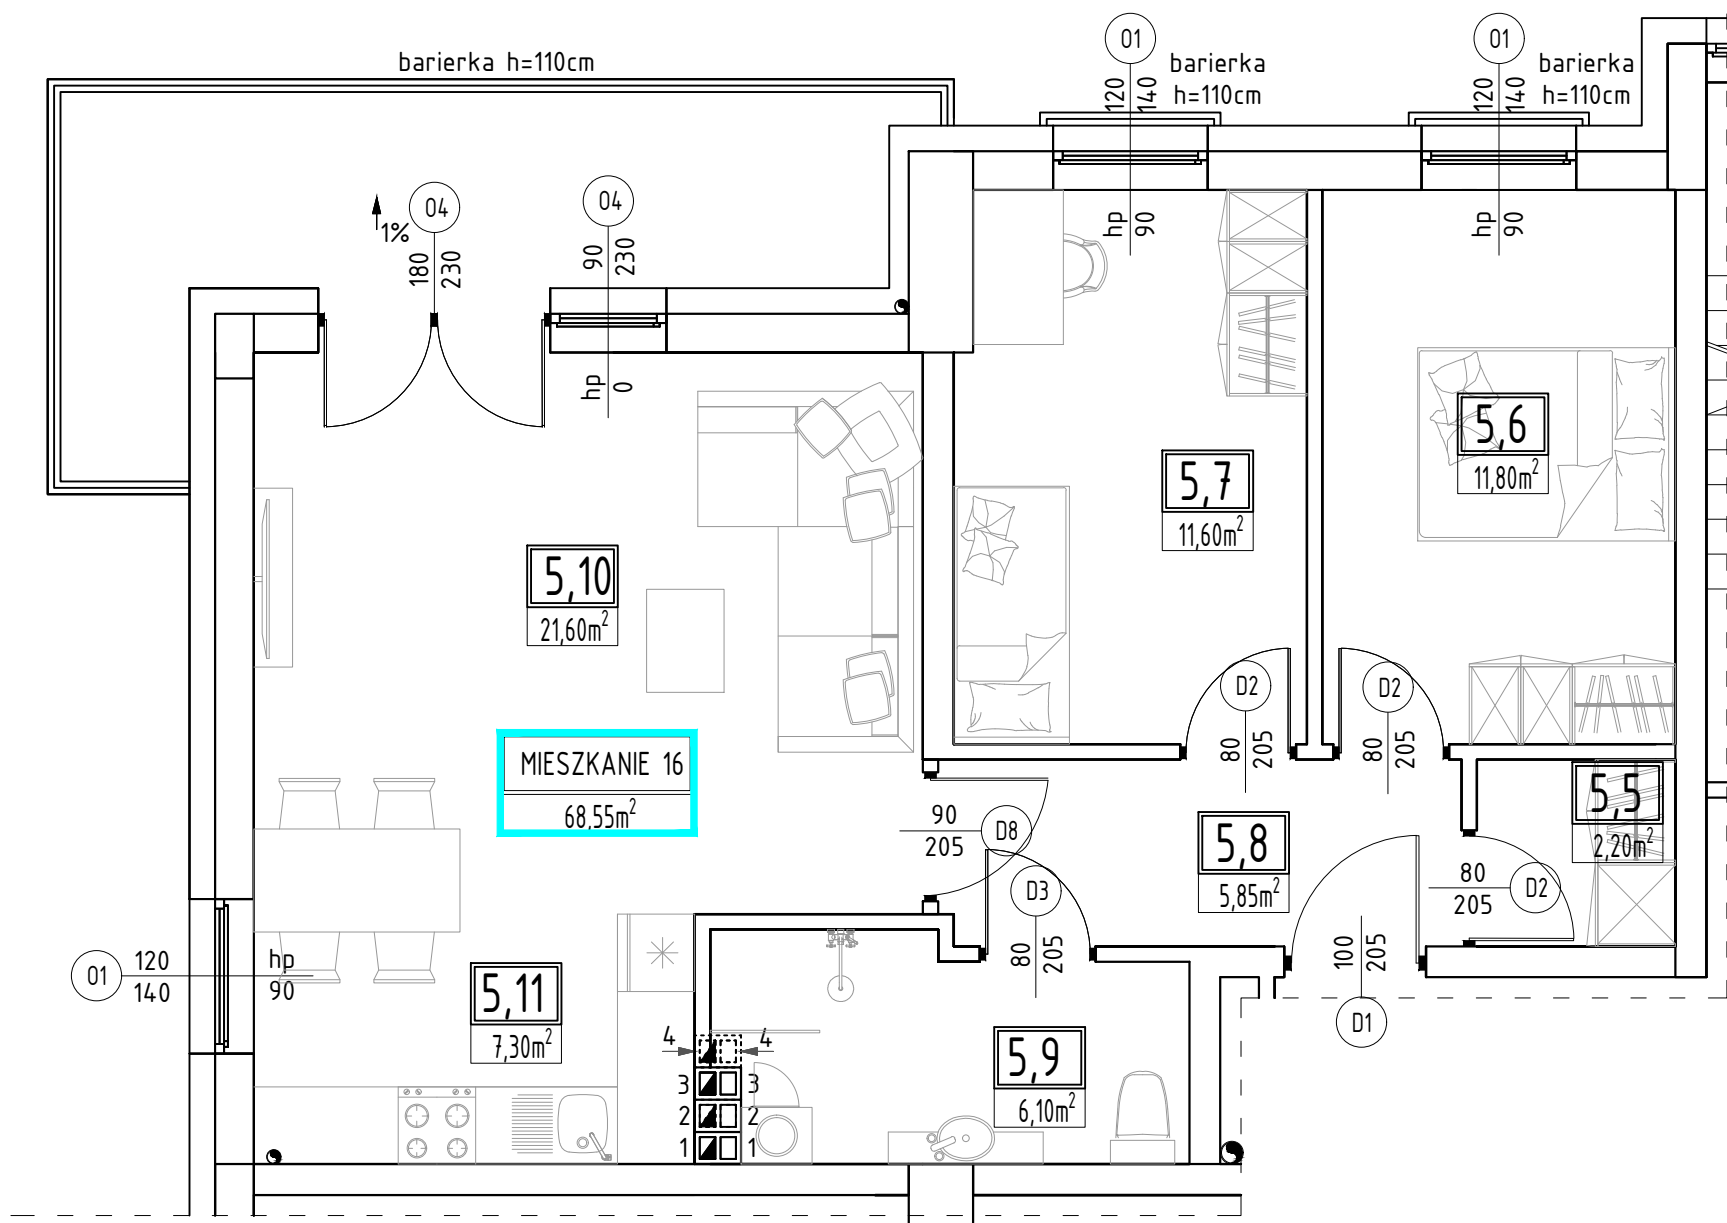 barierka h=110cm
01
barierka
h=110cm
120
140
01
barierka
h=110cm
120
140
04
180
230
1%
04
90
230
hp
0
hp
90
hp
90
5,6
11,80m²
5,7
11,60m²
5,10
21,60m²
D2
80
205
D2
80
205
MIESZKANIE 16
68,55m²
5,5
2,20m²
90
205
D8
5,8
5,85m²
D3
80
205
80
205
D2
01
120
140
hp
90
100
205
D1
5,11
7,30m²
5,9
6,10m²
4 4
3 3
2 2
1 1